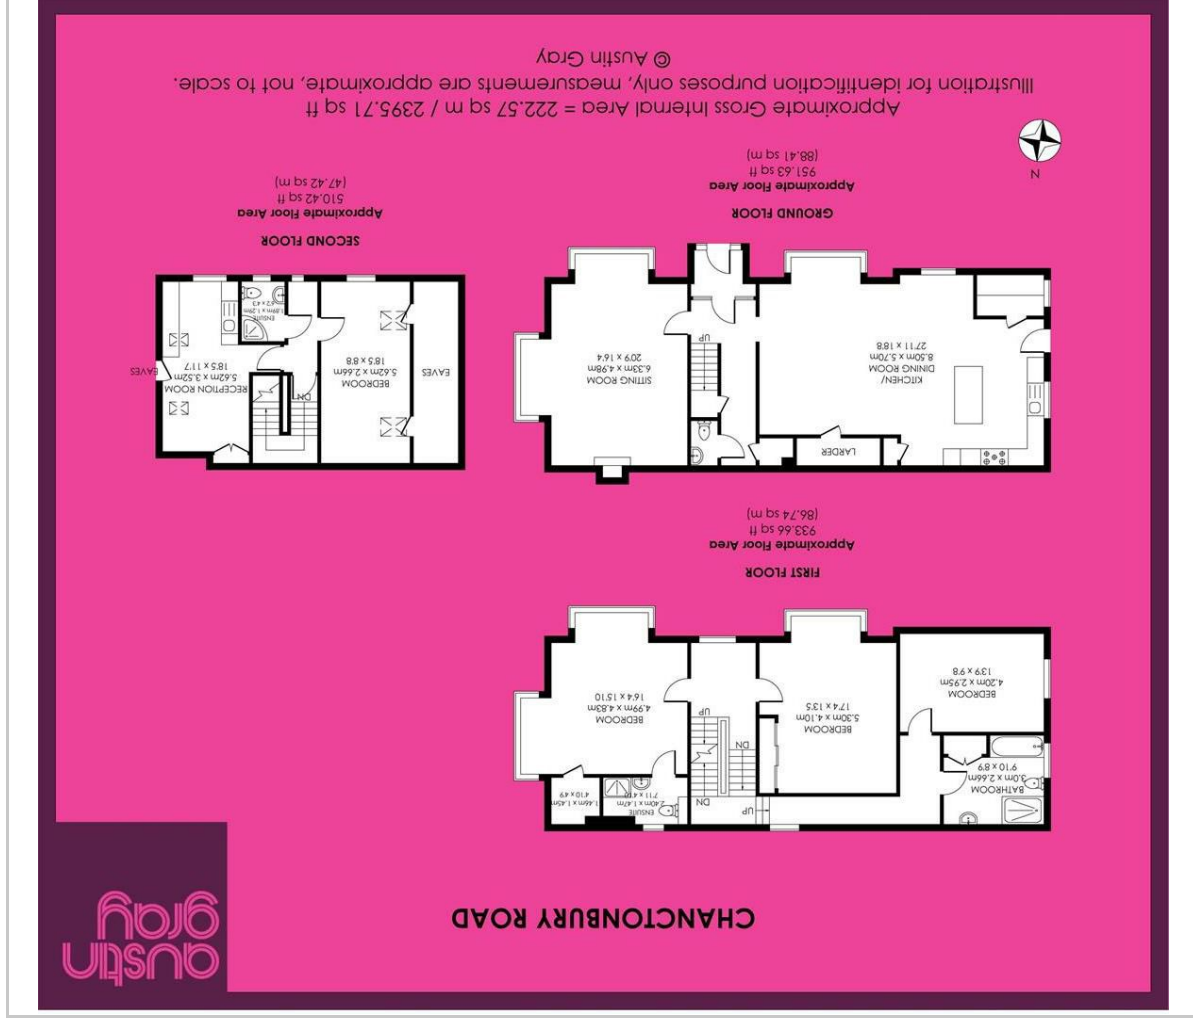 austin
gray
CHANCTONBURY ROAD
BATHROOM
3.0m x 2.66m
9'10 x 8'9
UP
DN
ENSUITE
2.40m x 1.47m
7'11 x 4'10
1.46m x 1.45m
4'10 x 4'9
DN
UP
BEDROOM
4.20m x 2.95m
13'9 x 9'8
BEDROOM
5.30m x 4.10m
17'4 x 13'5
BEDROOM
4.99m x 4.83m
16'4 x 15'10
FIRST FLOOR
Approximate Floor Area
933.66 sq ft
(86.74 sq m)
LARDER
KITCHEN/
DINING ROOM
8.50m x 5.70m
27'11 x 18'8
UP
SITTING ROOM
6.33m x 4.98m
20'9 x 16'4
GROUND FLOOR
Approximate Floor Area
951.63 sq ft
(88.41 sq m)
EAVES
BEDROOM
5.62m x 2.66m
18'5 x 8'8
DN
RECEPTION ROOM
5.62m x 3.52m
18'5 x 11'7
EAVES
ENSUITE
1.89m x 1.29m
6'2 x 4'3
SECOND FLOOR
Approximate Floor Area
510.42 sq ft
(47.42 sq m)
N
Approximate Gross Internal Area = 222.57 sq m / 2395.71 sq ft
Illustration for identification purposes only, measurements are approximate, not to scale.
© Austin Gray